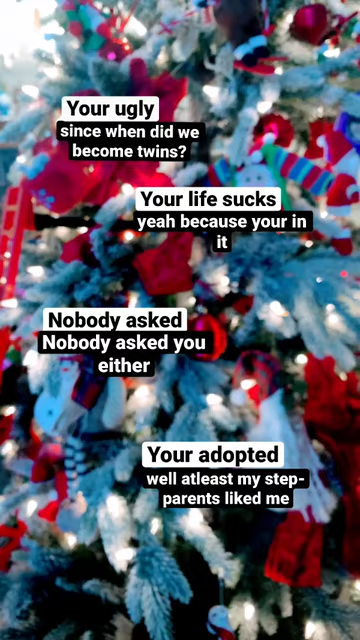 Your ugly
since when did we
become twins?
Your life sucks
yeah because your in
it
Nobody asked
Nobody asked you
either
Your adopted
well atleast my step-
parents liked me